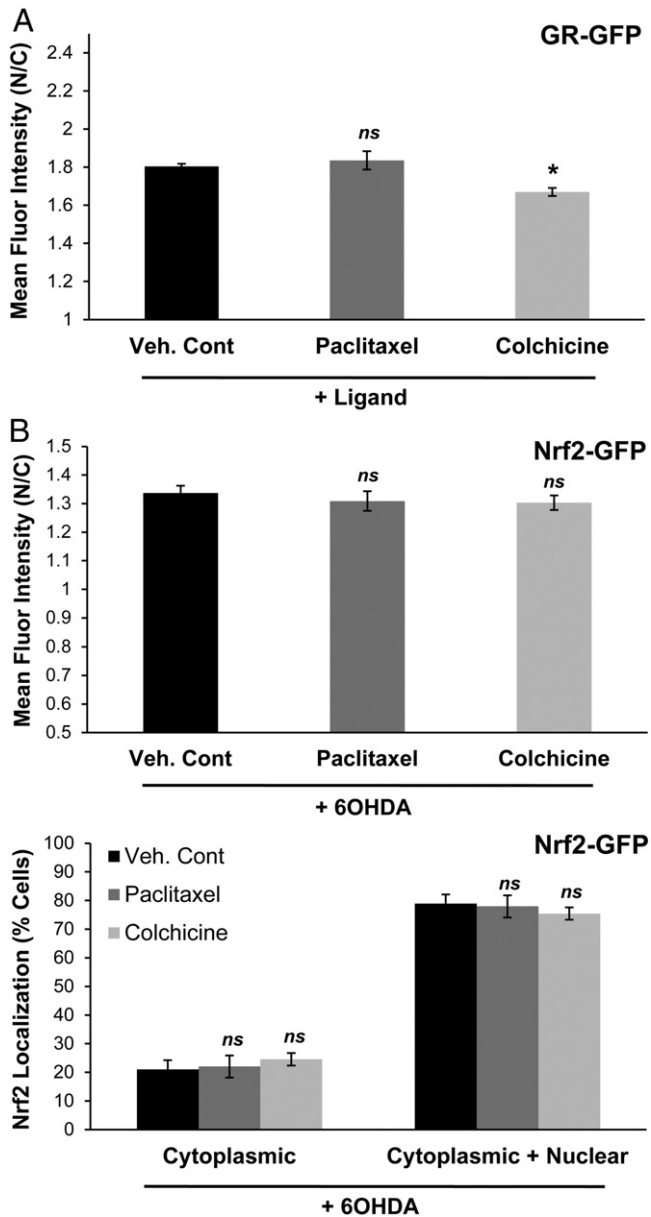 A
GR-GFP
Mean Fluor Intensity (N/C)
2.4
2.2
2
1.8
1.6
1.4
1.2
1
ns
*
Veh. Cont Paclitaxel Colchicine
+ Ligand
B
Nrf2-GFP
Mean Fluor Intensity (N/C)
1.5
1.4
1.3
1.2
1.1
1
0.9
0.8
0.7
0.6
0.5
ns ns
Veh. Cont Paclitaxel Colchicine
+ 6OHDA
Nrf2-GFP
Nrf2 Localization (% Cells)
100
90
80
70
60
50
40
30
20
10
0
Veh. Cont
Paclitaxel
Colchicine
ns ns
ns ns
Cytoplasmic Cytoplasmic + Nuclear
+ 6OHDA